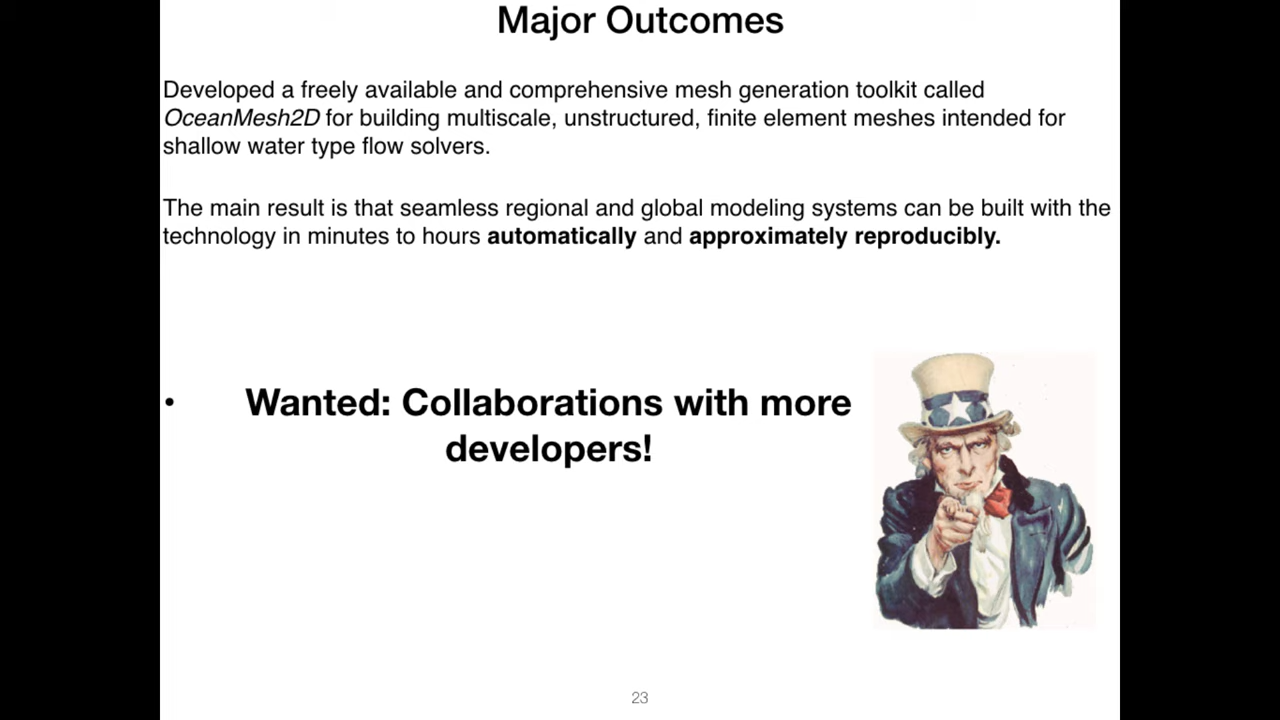 Major Outcomes
Developed a freely available and comprehensive mesh generation toolkit called
OceanMesh2D for building multiscale, unstructured, finite element meshes intended for
shallow water type flow solvers.
The main result is that seamless regional and global modeling systems can be built with the
technology in minutes to hours automatically and approximately reproducibly.
• Wanted: Collaborations with more
developers!
23